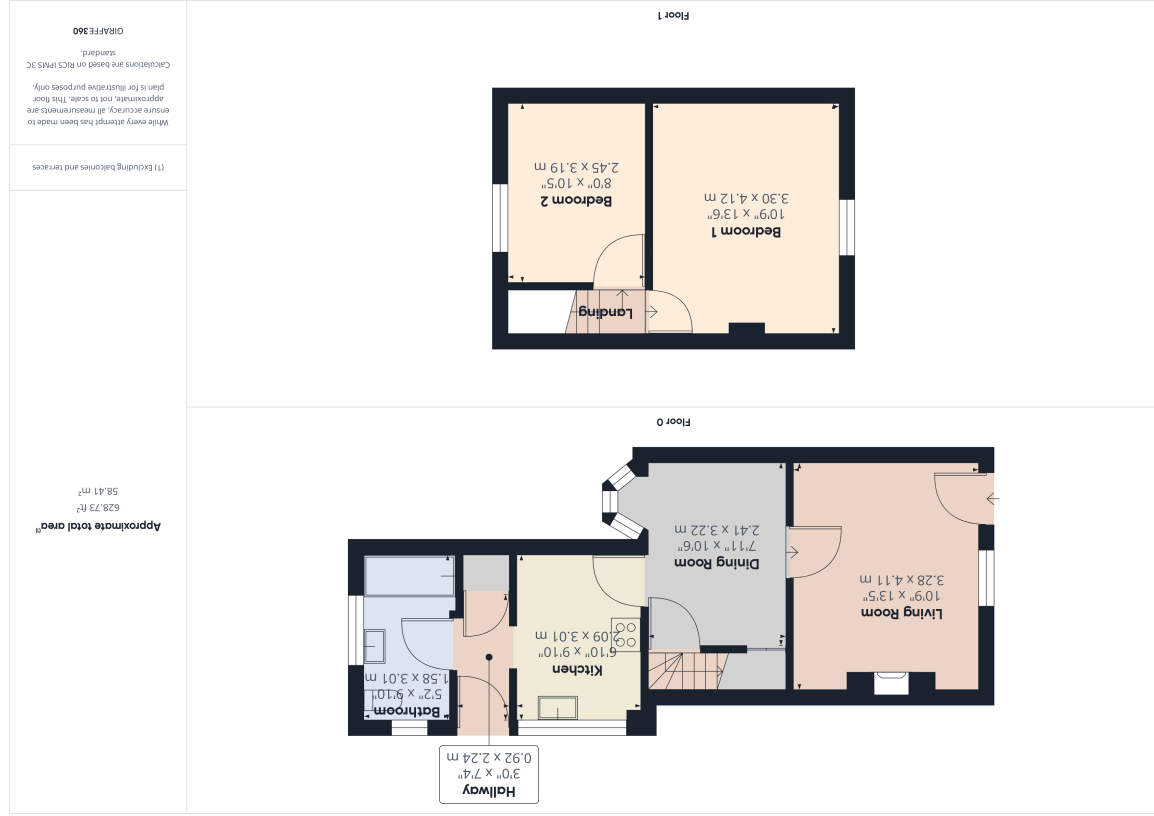 Floor 0
Hallway
3'0" x 7'4"
0.92 x 2.24 m
Bathroom
5'2" x 9'10"
1.58 x 3.01 m
Kitchen
6'10" x 9'10"
2.09 x 3.01 m
Dining Room
7'11" x 10'6"
2.41 x 3.22 m
Living Room
10'9" x 13'5"
3.28 x 4.11 m
Floor 1
Landing
Bedroom 1
10'9" x 13'6"
3.30 x 4.12 m
Bedroom 2
8'0" x 10'5"
2.45 x 3.19 m
Approximate total area⁽¹⁾
628.73 ft²
58.41 m²
(1) Excluding balconies and terraces
While every attempt has been made to
ensure accuracy, all measurements are
approximate, not to scale. This floor
plan is for illustrative purposes only.
Calculations are based on RICS IPMS 3C
standard.
GIRAFFE360